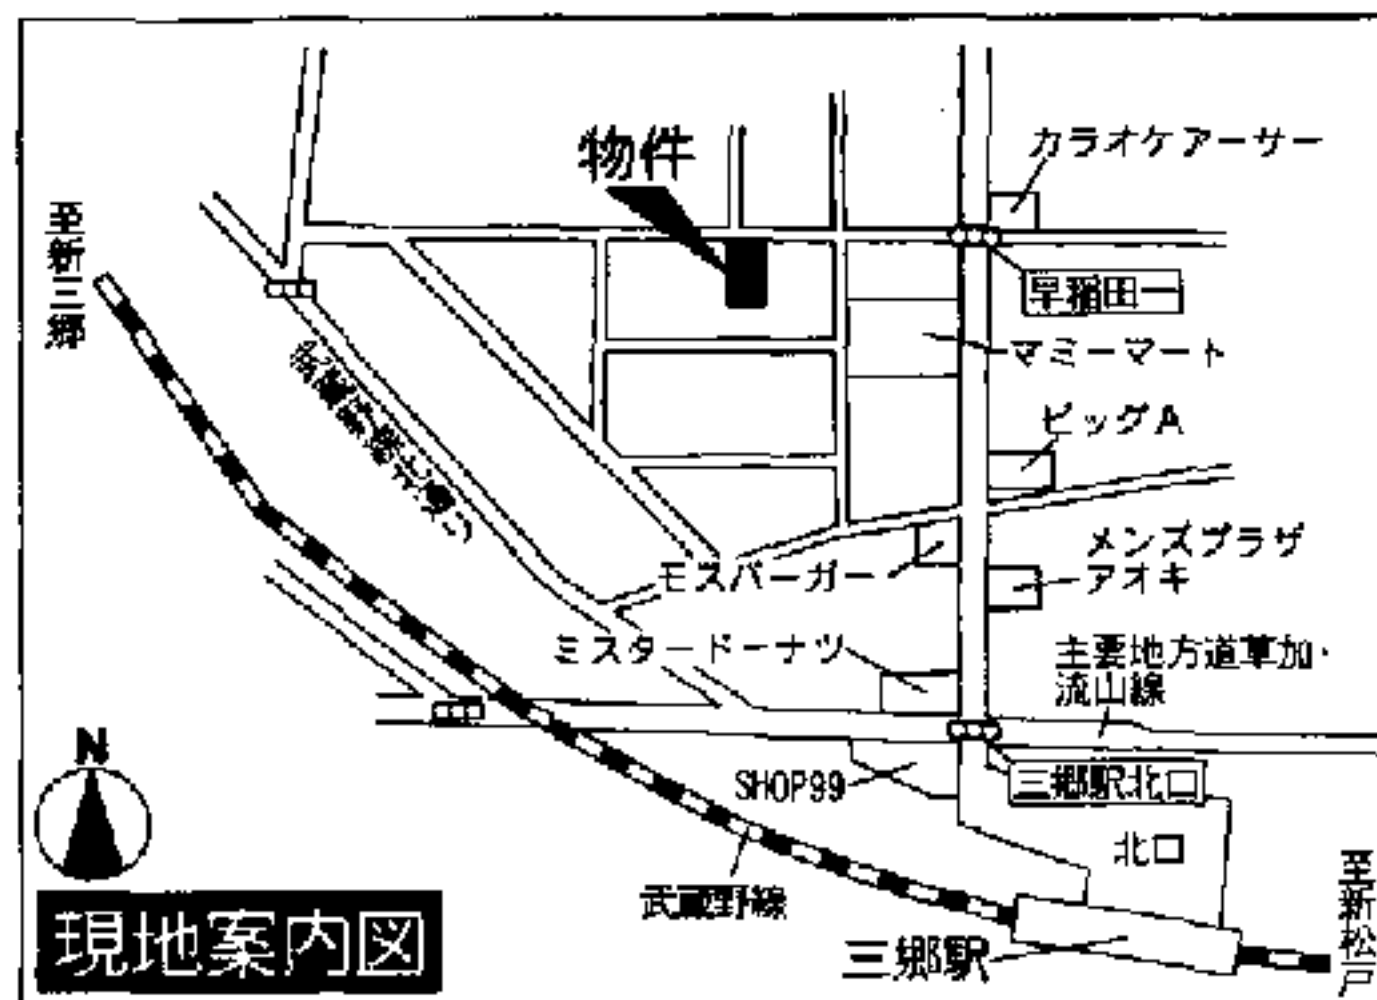 カラオケアーサー
物件
至新三郷
早稲田一
マミーマート
ビッグA
メンズプラザ
アオキ
モスバーガー
ミスタードーナツ
主要地方道草加・
流山線
SHOP99
三郷駅北口
北口
武蔵野線
三郷駅
至新松戸
N
現地案内図